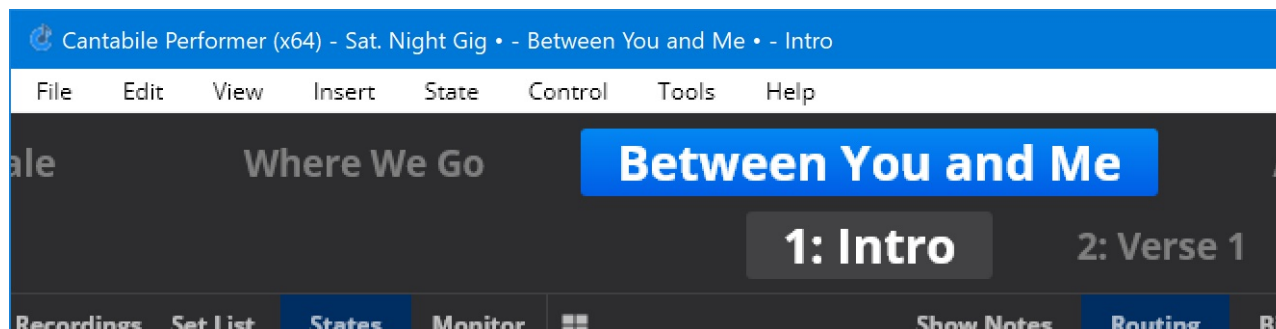 Cantabile Performer (x64) - Sat. Night Gig • - Between You and Me • - Intro
File Edit View Insert State Control Tools Help
Where We Go Between You and Me
1: Intro 2: Verse 1
Recordings Set List States Monitor Show Notes Routing